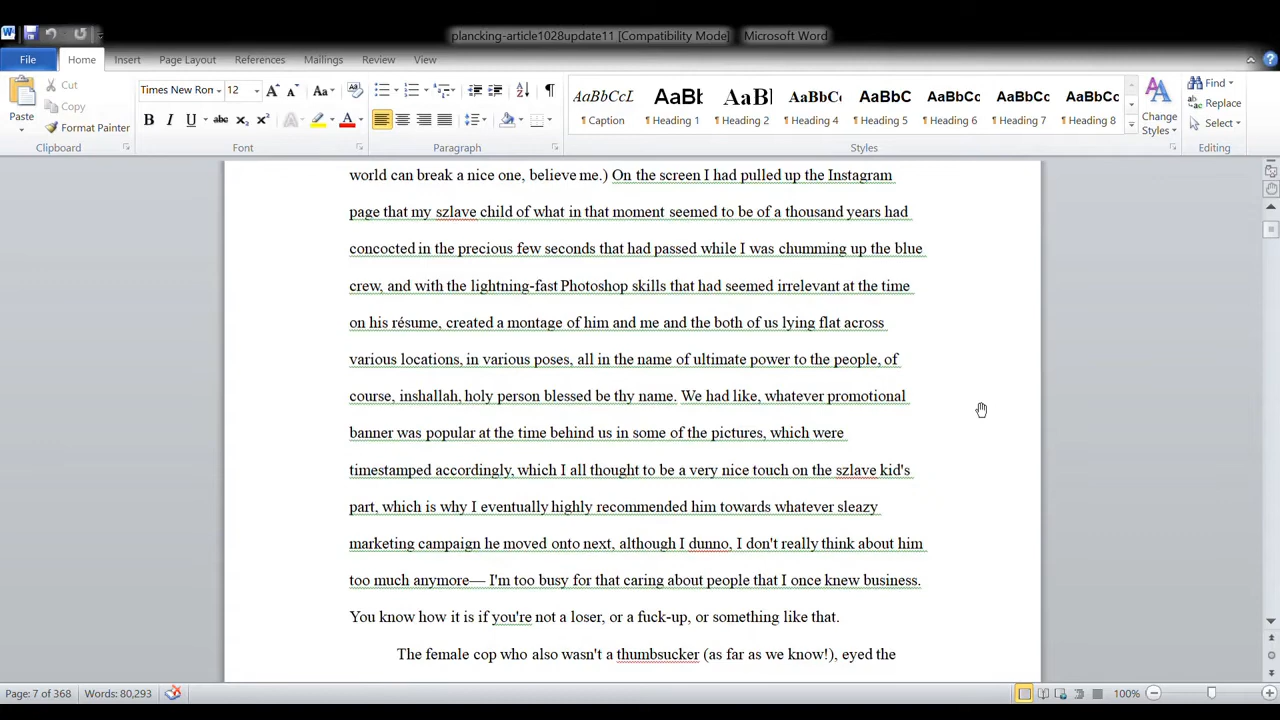 plancking-article1028update11 [Compatibility Mode] - Microsoft Word
File Home Insert Page Layout References Mailings Review View
Paste
Cut
Copy
Format Painter
Clipboard
Times New Ron 12 Aa
B I U abc x₂ x² A A
Font
Paragraph
AaBbCcL AaBb AaBb AaBbC AaBbC AaBbCc AaBbCc AaBbCc
¶ Caption ¶ Heading 1 ¶ Heading 2 ¶ Heading 4 ¶ Heading 5 ¶ Heading 6 ¶ Heading 7 ¶ Heading 8
Styles
Change
Styles
Find
Replace
Select
Editing
world can break a nice one, believe me.) On the screen I had pulled up the Instagram
page that my szlave child of what in that moment seemed to be of a thousand years had
concocted in the precious few seconds that had passed while I was chumming up the blue
crew, and with the lightning-fast Photoshop skills that had seemed irrelevant at the time
on his résume, created a montage of him and me and the both of us lying flat across
various locations, in various poses, all in the name of ultimate power to the people, of
course, inshallah, holy person blessed be thy name. We had like, whatever promotional
banner was popular at the time behind us in some of the pictures, which were
timestamped accordingly, which I all thought to be a very nice touch on the szlave kid's
part, which is why I eventually highly recommended him towards whatever sleazy
marketing campaign he moved onto next, although I dunno, I don't really think about him
too much anymore— I'm too busy for that caring about people that I once knew business.
You know how it is if you're not a loser, or a fuck-up, or something like that.
The female cop who also wasn't a thumbsucker (as far as we know!), eyed the
Page: 7 of 368 Words: 80,293 100%